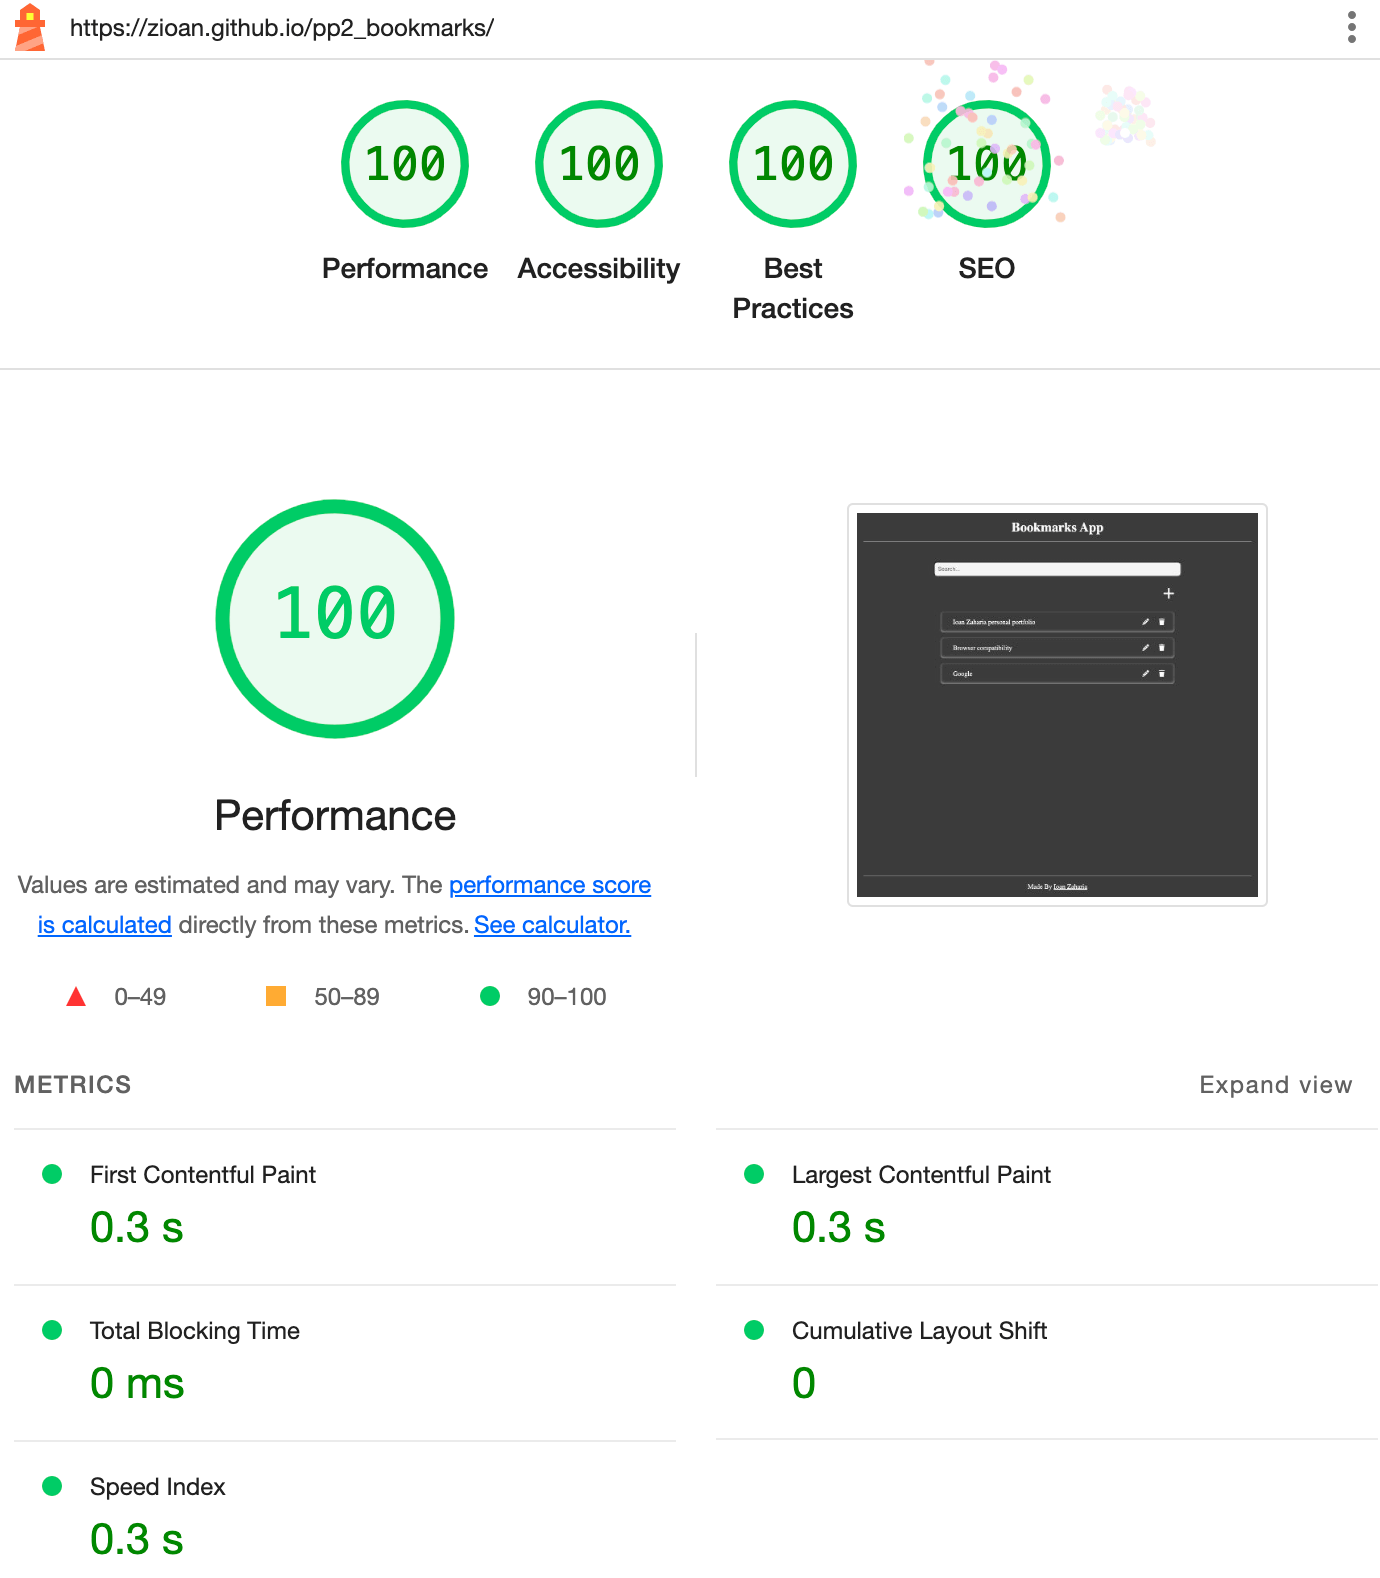 https://zioan.github.io/pp2_bookmarks/
100
100
100
100
Performance
Accessibility
Best
Practices
SEO
100
Performance
Values are estimated and may vary. The performance score
is calculated directly from these metrics. See calculator.
0–49
50–89
90–100
Bookmarks App
Search...
Ioan Zaharia personal portfolio
Browser compatibility
Google
Made By Ioan Zaharia
METRICS
Expand view
First Contentful Paint
0.3 s
Largest Contentful Paint
0.3 s
Total Blocking Time
0 ms
Cumulative Layout Shift
0
Speed Index
0.3 s